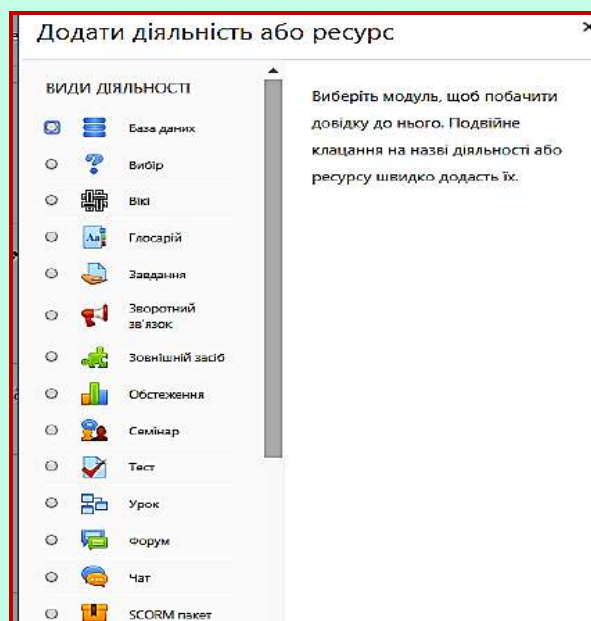 Додати діяльність або ресурс
×
ВИДИ ДІЯЛЬНОСТІ
База даних
Вибір
Вікі
Глосарій
Завдання
Зворотний
зв'язок
Зовнішній засіб
Обстеження
Семінар
Тест
Урок
Форум
Чат
SCORM пакет
Виберіть модуль, щоб побачити
довідку до нього. Подвійне
клацання на назві діяльності або
ресурсу швидко додасть їх.